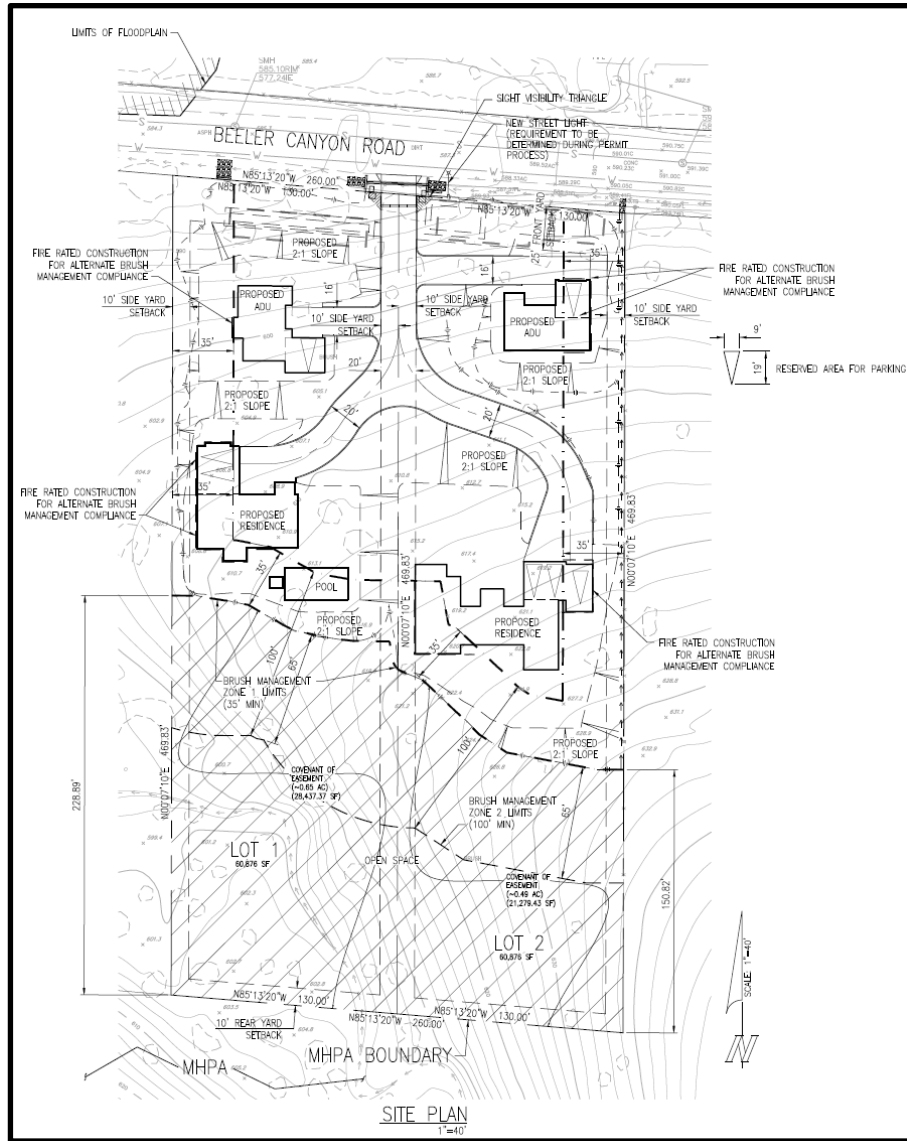 LIMITS OF FLOODPLAIN
SMH
585.10RIM
577.24IE
SIGHT VISIBILITY TRIANGLE
NEW STREET LIGHT
(REQUIREMENT TO BE
DETERMINED DURING PERMIT
PROCESS)
BEELER CANYON ROAD
N85°13'20"W 260.00'
N85°13'20"W 130.00'
N85°13'20"W 130.00'
25' FRONT YARD
SETBACK
PROPOSED
2:1 SLOPE
PROPOSED
2:1 SLOPE
35'
FIRE RATED CONSTRUCTION
FOR ALTERNATE BRUSH
MANAGEMENT COMPLIANCE
16'
16'
FIRE RATED CONSTRUCTION
FOR ALTERNATE BRUSH
MANAGEMENT COMPLIANCE
PROPOSED
ADU
PROPOSED
ADU
10' SIDE YARD
SETBACK
10' SIDE YARD
SETBACK
10' SIDE YARD
SETBACK
10' SIDE YARD
SETBACK
9'
19'
RESERVED AREA FOR PARKING
35'
20'
PROPOSED
2:1 SLOPE
PROPOSED
2:1 SLOPE
20'
20'
PROPOSED
2:1 SLOPE
FIRE RATED CONSTRUCTION
FOR ALTERNATE BRUSH
MANAGEMENT COMPLIANCE
35'
PROPOSED
RESIDENCE
N00°07'10"E 469.83'
35'
35'
POOL
N00°07'10"E 469.83'
PROPOSED
2:1 SLOPE
PROPOSED
RESIDENCE
35'
FIRE RATED CONSTRUCTION
FOR ALTERNATE BRUSH
MANAGEMENT COMPLIANCE
100'
65'
BRUSH MANAGEMENT
ZONE 1 LIMITS
(35' MIN)
PROPOSED
2:1 SLOPE
100'
228.89'
N00°07'10"E 469.83'
COVENANT OF
EASEMENT
(~0.65 AC)
(28,437.37 SF)
BRUSH MANAGEMENT
ZONE 2 LIMITS
(100' MIN)
65'
LOT 1
60,876 SF
OPEN SPACE
COVENANT OF
EASEMENT
(~0.49 AC)
(21,279.43 SF)
150.82'
LOT 2
60,876 SF
SCALE 1"=40'
N
N85°13'20"W 130.00'
N85°13'20"W 260.00'
N85°13'20"W 130.00'
10' REAR YARD
SETBACK
MHPA
MHPA BOUNDARY
SITE PLAN
1"=40'